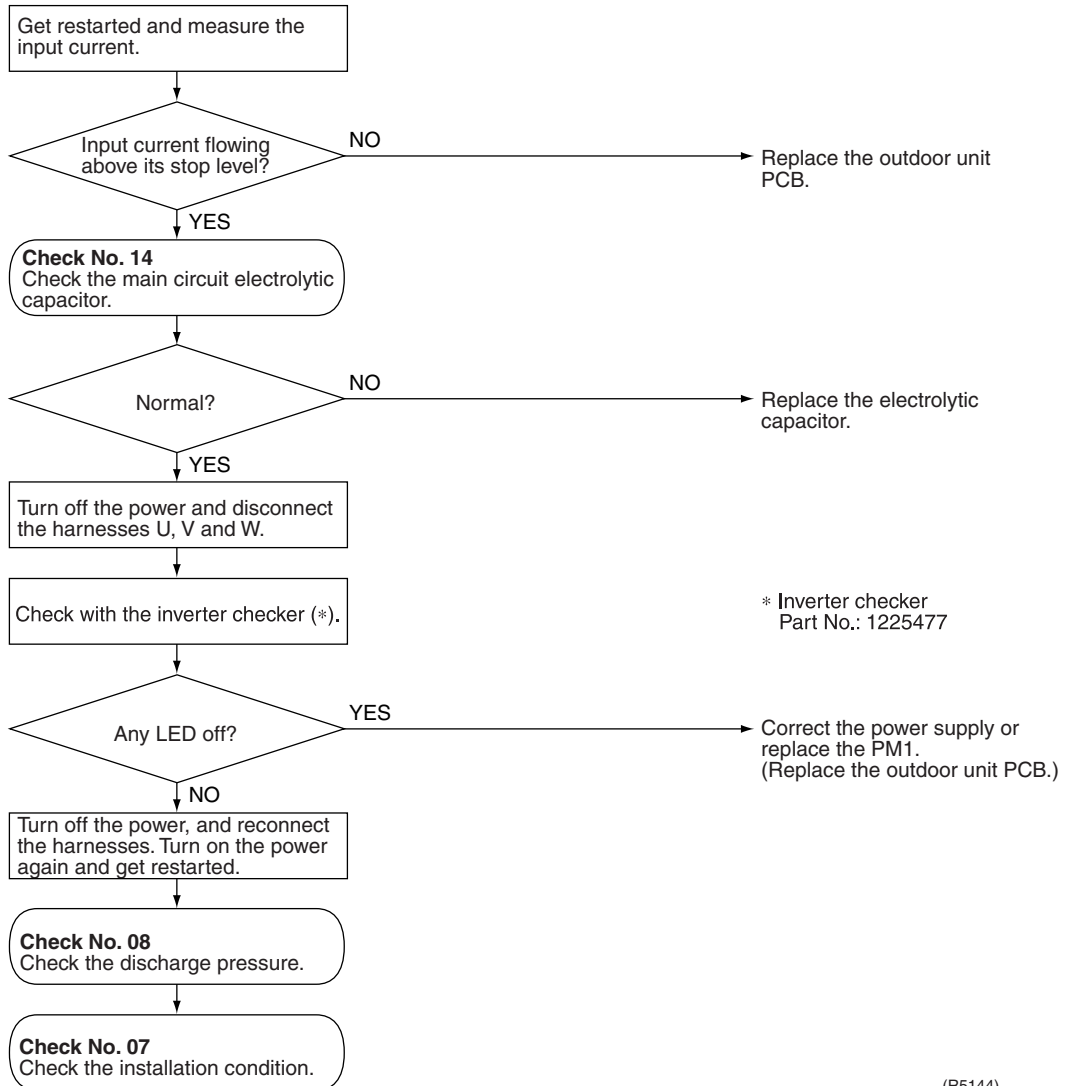 Get restarted and measure the
input current.
Input current flowing
above its stop level?
NO
Replace the outdoor unit
PCB.
YES
Check No. 14
Check the main circuit electrolytic
capacitor.
Normal?
NO
Replace the electrolytic
capacitor.
YES
Turn off the power and disconnect
the harnesses U, V and W.
Check with the inverter checker (*).
* Inverter checker
Part No.: 1225477
Any LED off?
YES
Correct the power supply or
replace the PM1.
(Replace the outdoor unit PCB.)
NO
Turn off the power, and reconnect
the harnesses. Turn on the power
again and get restarted.
Check No. 08
Check the discharge pressure.
Check No. 07
Check the installation condition.
(R5144)